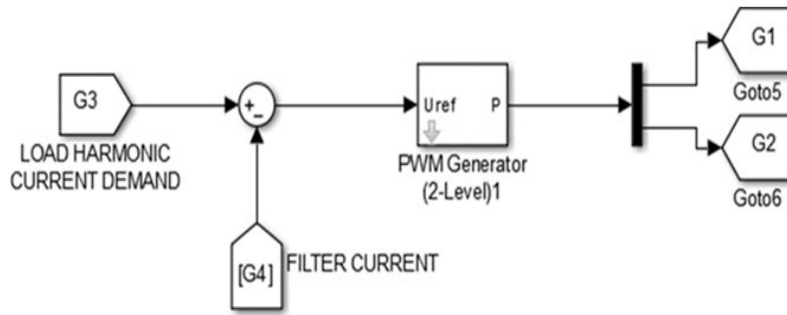 G1
Goto5
G3
+
−
Uref P
LOAD HARMONIC
CURRENT DEMAND
PWM Generator
(2-Level)1
G2
Goto6
[G4]
FILTER CURRENT